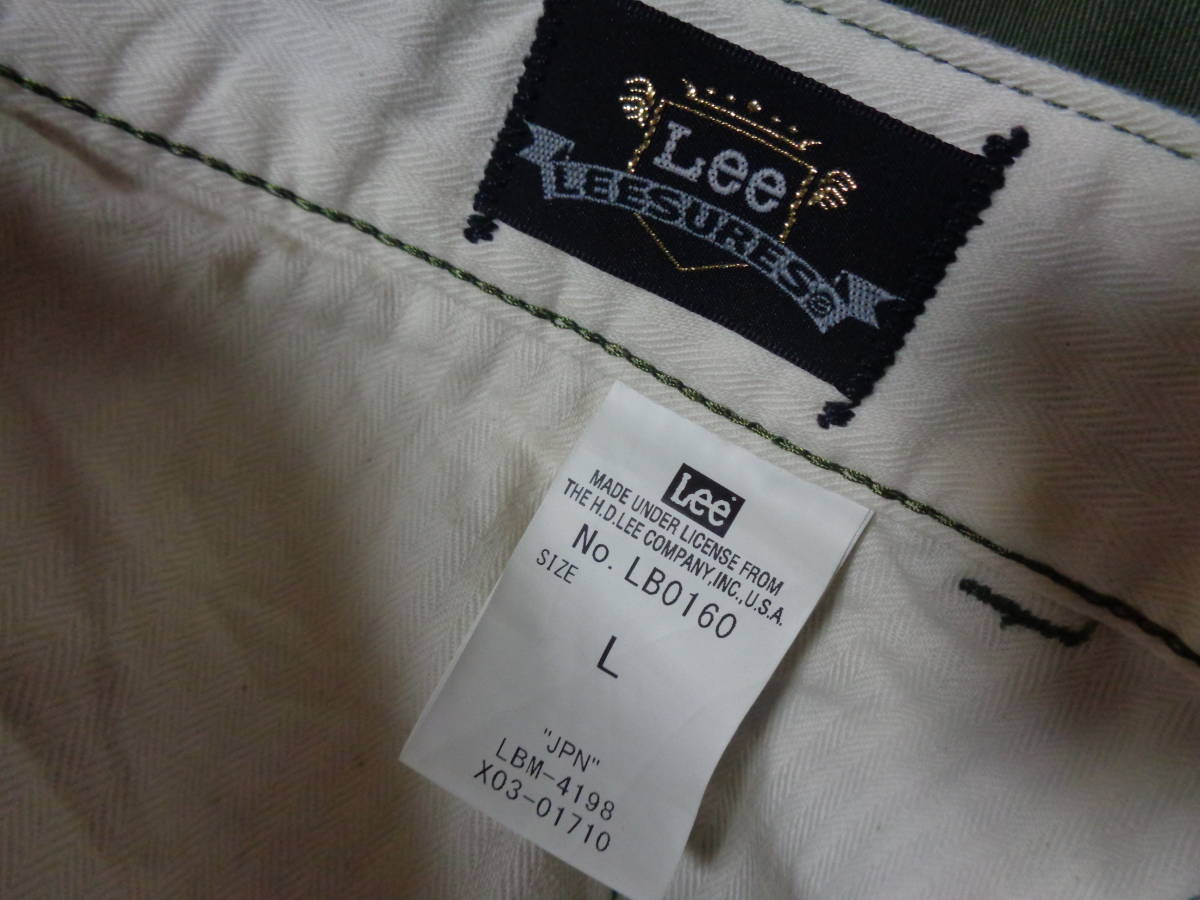 Lee
LEESURES®
Lee
MADE UNDER LICENSE FROM
THE H.D.LEE COMPANY,INC.,U.S.A.
No. LB0160
SIZE
L
"JPN"
LBM-4198
X03-01710